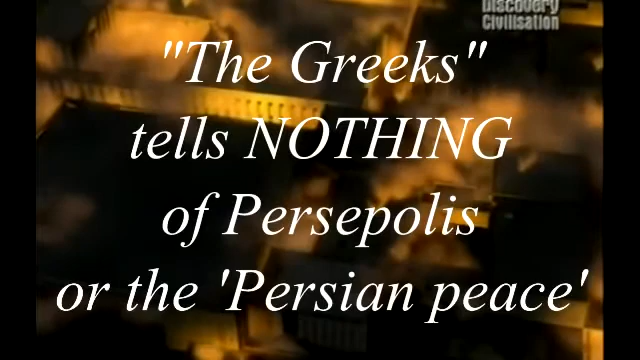 Discovery
Civilisation
"The Greeks"
tells NOTHING
of Persepolis
or the 'Persian peace'